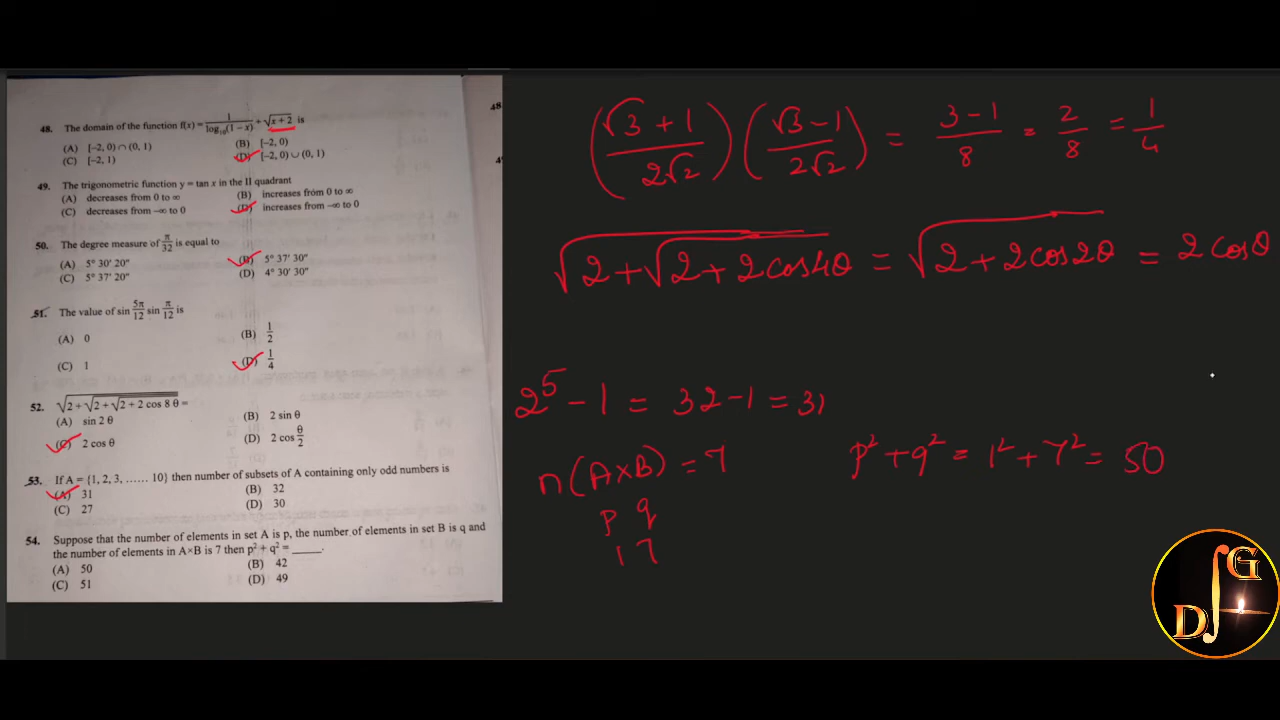 48. The domain of the function f(x) = 1/log₁₀(1 − x) + √(x + 2) is
(A) [−2, 0) ∩ (0, 1) (B) [−2, 0)
(C) [−2, 1) (D) [−2, 0) ∪ (0, 1)
49. The trigonometric function y = tan x in the II quadrant
(A) decreases from 0 to ∞ (B) increases from 0 to ∞
(C) decreases from −∞ to 0 (D) increases from −∞ to 0
50. The degree measure of π/32 is equal to
(A) 5° 30′ 20″ (B) 5° 37′ 30″
(C) 5° 37′ 20″ (D) 4° 30′ 30″
51. The value of sin 5π/12 sin π/12 is
(A) 0 (B) 1/2
(C) 1 (D) 1/4
52. √(2 + √(2 + √(2 + 2 cos 8 θ))) =
(A) sin 2 θ (B) 2 sin θ
(C) 2 cos θ (D) 2 cos θ/2
53. If A = {1, 2, 3, ...... 10} then number of subsets of A containing only odd numbers is
(A) 31 (B) 32
(C) 27 (D) 30
54. Suppose that the number of elements in set A is p, the number of elements in set B is q and
the number of elements in A×B is 7 then p² + q² = _____.
(A) 50 (B) 42
(C) 51 (D) 49
48
4
((√3 + 1)/2√2) ((√3 − 1)/2√2) = (3 − 1)/8 = 2/8 = 1/4
√(2 + √(2 + 2cos4θ)) = √(2 + 2cos2θ) = 2 cosθ
2⁵ − 1 = 32 − 1 = 31
n(A×B) = 7
p² + q² = 1² + 7² = 50
p q
1 7
D G